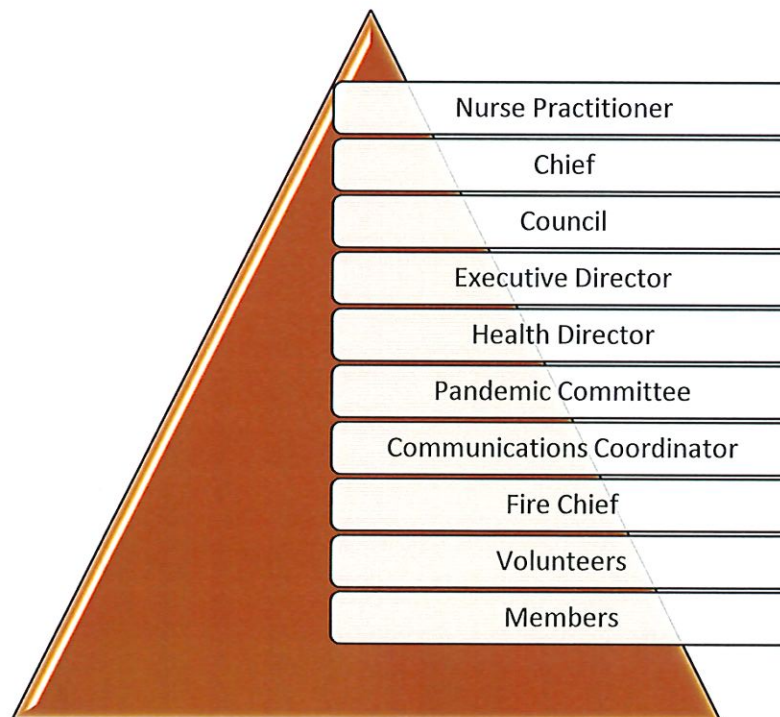 Nurse Practitioner
Chief
Council
Executive Director
Health Director
Pandemic Committee
Communications Coordinator
Fire Chief
Volunteers
Members